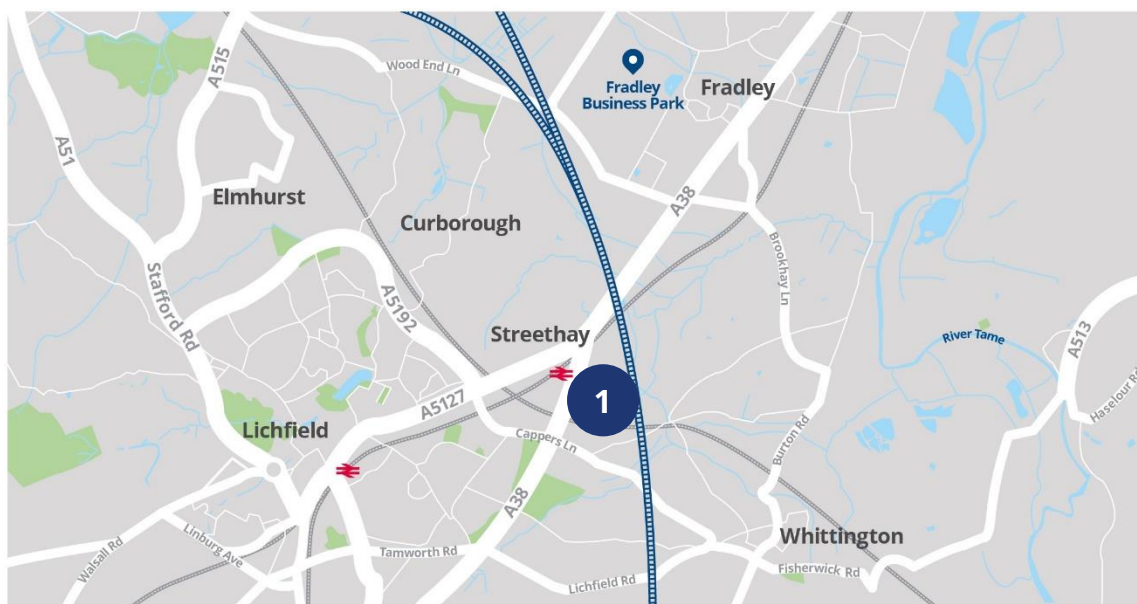 A515
Wood End Ln
Fradley
Business Park
Fradley
A51
Elmhurst
A38
Curborough
Brookhay Ln
Stafford Rd
A5192
Streethay
River Tame
A513
Haselour Rd
A5127
1
Lichfield
Cappers Ln
Burton Rd
A38
Whittington
Walsall Rd
Linburg Ave
Tamworth Rd
Lichfield Rd
Fisherwick Rd